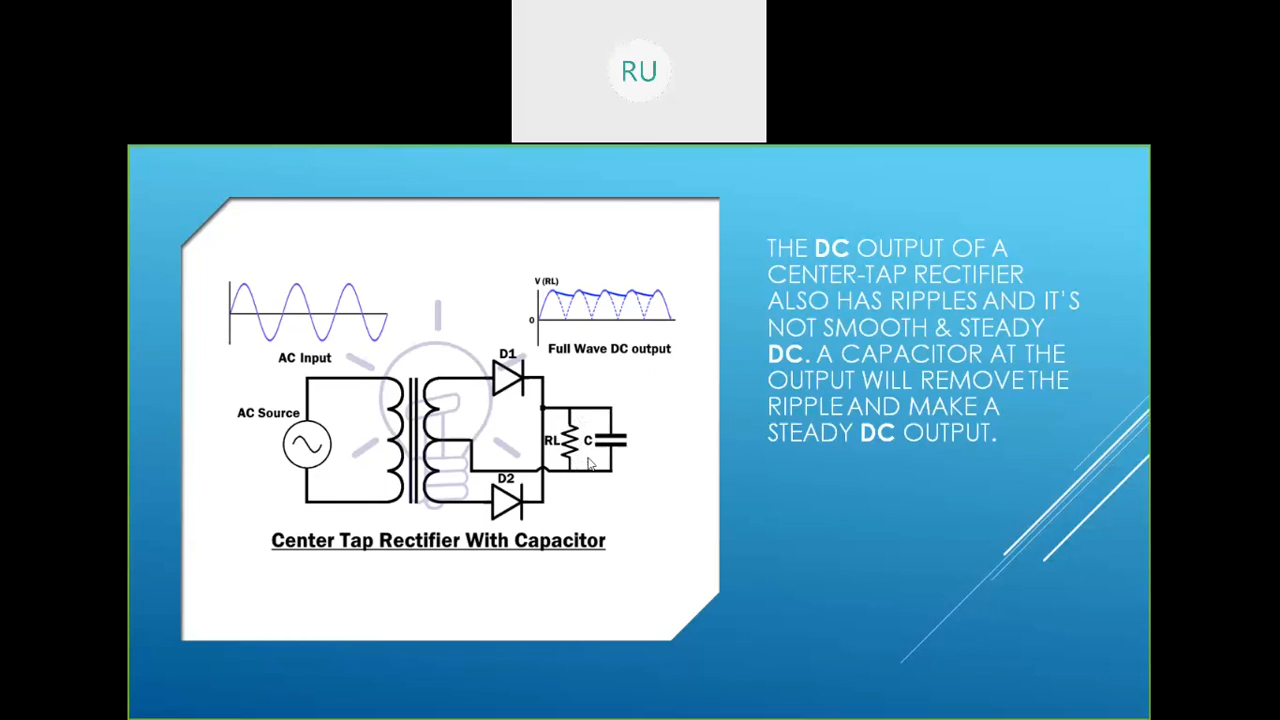 RU
V (RL)
0
Full Wave DC output
AC Input
D1
AC Source
RL
C
D2
Center Tap Rectifier With Capacitor
THE DC OUTPUT OF A
CENTER-TAP RECTIFIER
ALSO HAS RIPPLES AND IT'S
NOT SMOOTH & STEADY
DC. A CAPACITOR AT THE
OUTPUT WILL REMOVE THE
RIPPLE AND MAKE A
STEADY DC OUTPUT.